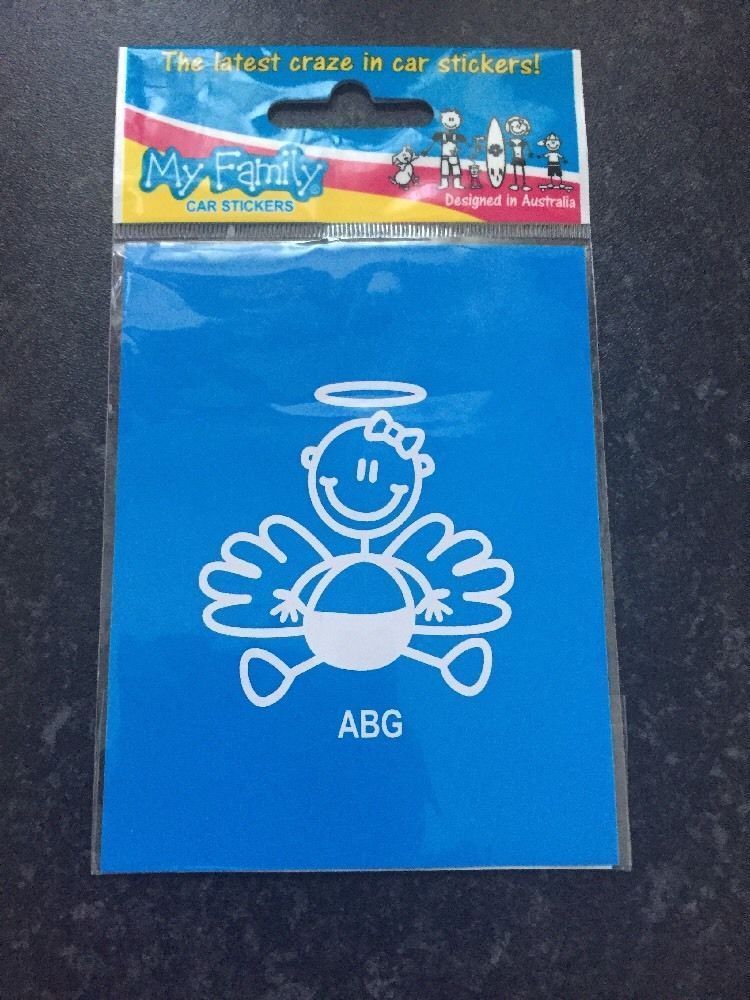 The latest craze in car stickers!
My Family®
CAR STICKERS
Designed in Australia
ABG